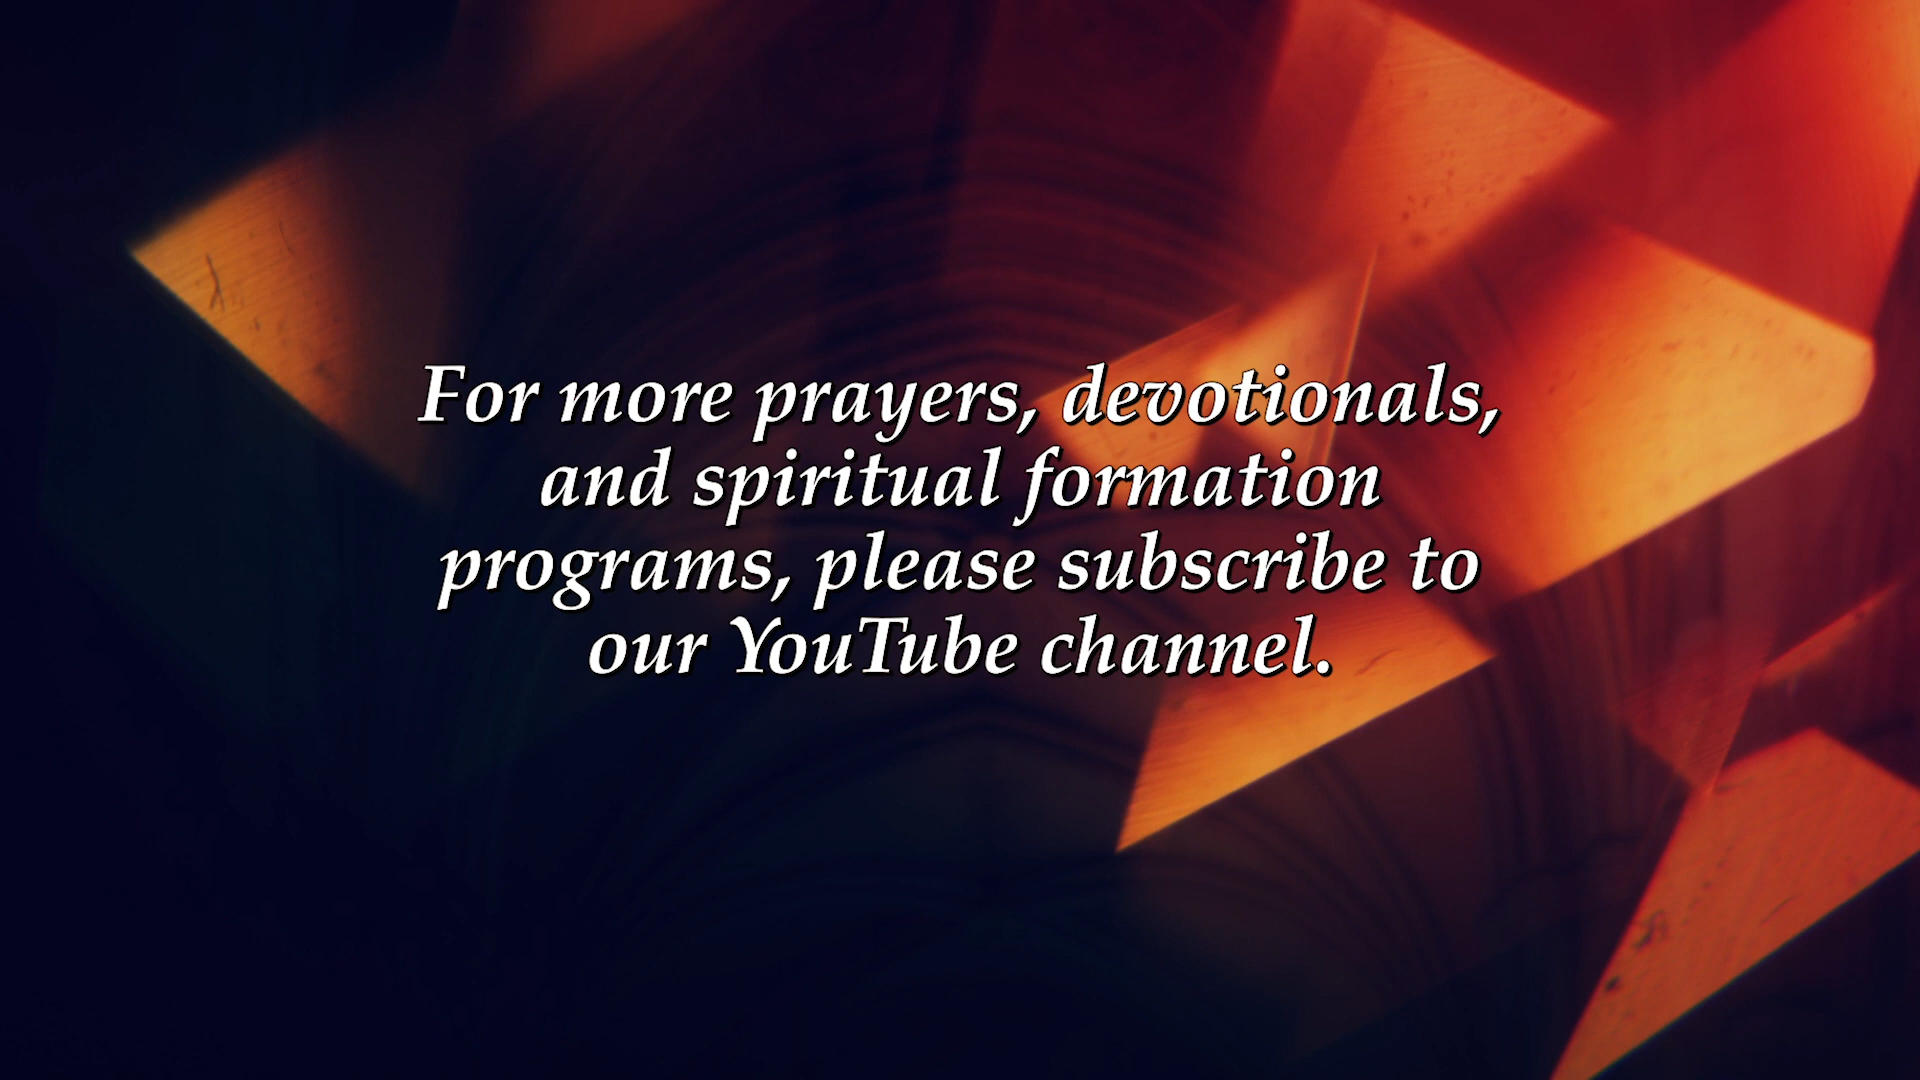 For more prayers, devotionals,
and spiritual formation
programs, please subscribe to
our YouTube channel.